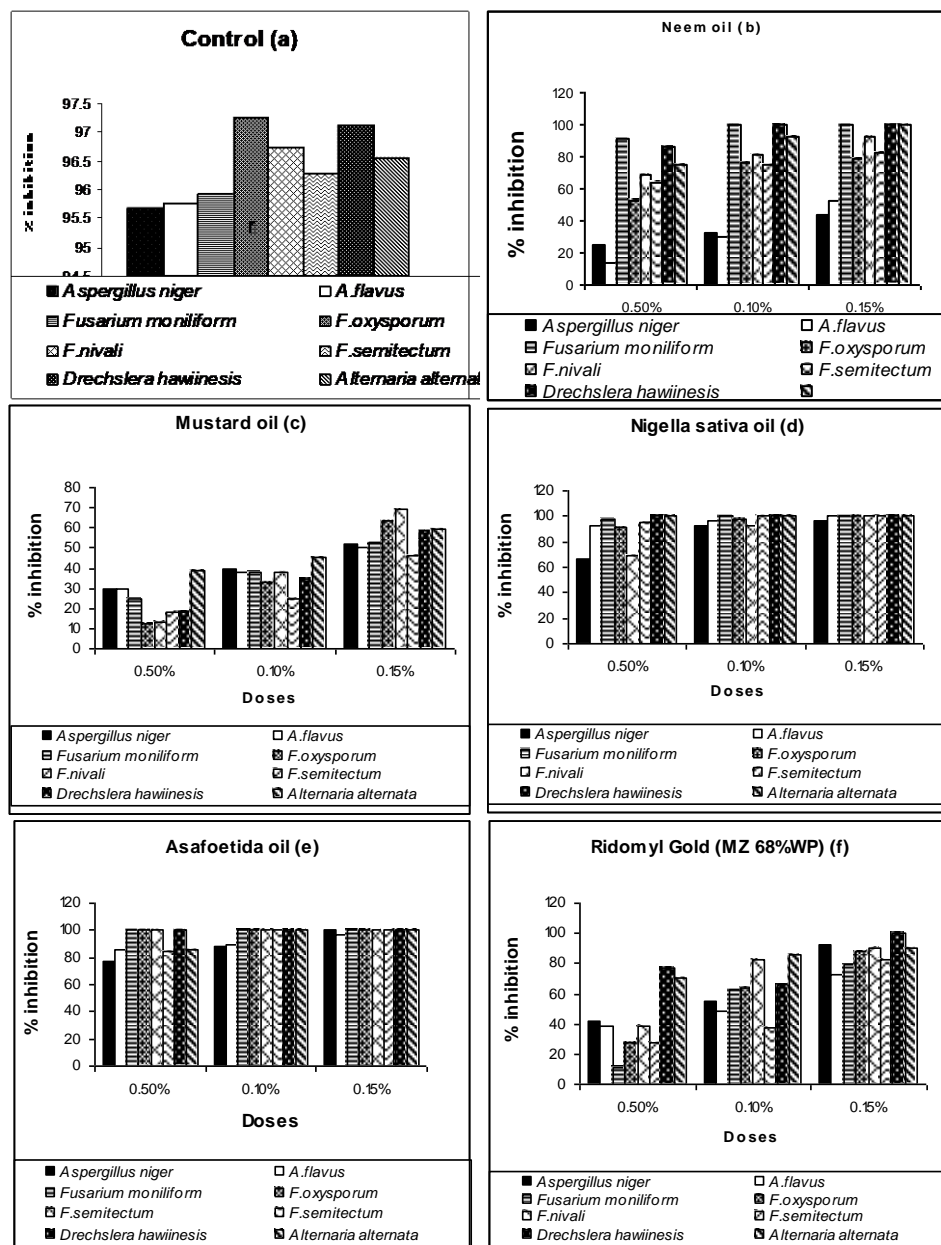 Control (a)
97.5
97
96.5
96
95.5
95
94.5
% inhibition
Aspergillus niger
A.flavus
Fusarium moniliform
F.oxysporum
F.nivali
F.semitectum
Drechslera hawiinesis
Alternaria alternat
Neem oil (b)
% inhibition
100
80
60
40
20
0
0.50%
0.10%
0.15%
Aspergillus niger
A.flavus
Fusarium moniliform
F.oxysporum
F.nivali
F.semitectum
Drechslera hawiinesis
Mustard oil (c)
% inhibition
80
70
60
50
40
30
20
10
0
0.50%
0.10%
0.15%
Doses
Aspergillus niger
A.flavus
Fusarium moniliform
F.oxysporum
F.nivali
F.semitectum
Drechslera hawiinesis
Alternaria alternata
Nigella sativa oil (d)
% inhibition
120
100
80
60
40
20
0
0.50%
0.10%
0.15%
Doses
Aspergillus niger
A.flavus
Fusarium moniliform
F.oxysporum
F.nivali
F.semitectum
Drechslera hawiinesis
Alternaria alternata
Asafoetida oil (e)
% inhibition
120
100
80
60
40
20
0
0.50%
0.10%
0.15%
Doses
Aspergillus niger
A.flavus
Fusarium moniliform
F.oxysporum
F.semitectum
F.semitectum
Drechslera hawiinesis
Alternaria alternata
Ridomyl Gold (MZ 68%WP) (f)
% inhibition
120
100
80
60
40
20
0
0.50%
0.10%
0.15%
Doses
Aspergillus niger
A.flavus
Fusarium moniliform
F.oxysporum
F.nivali
F.semitectum
Drechslera hawiinesis
Alternaria alternata